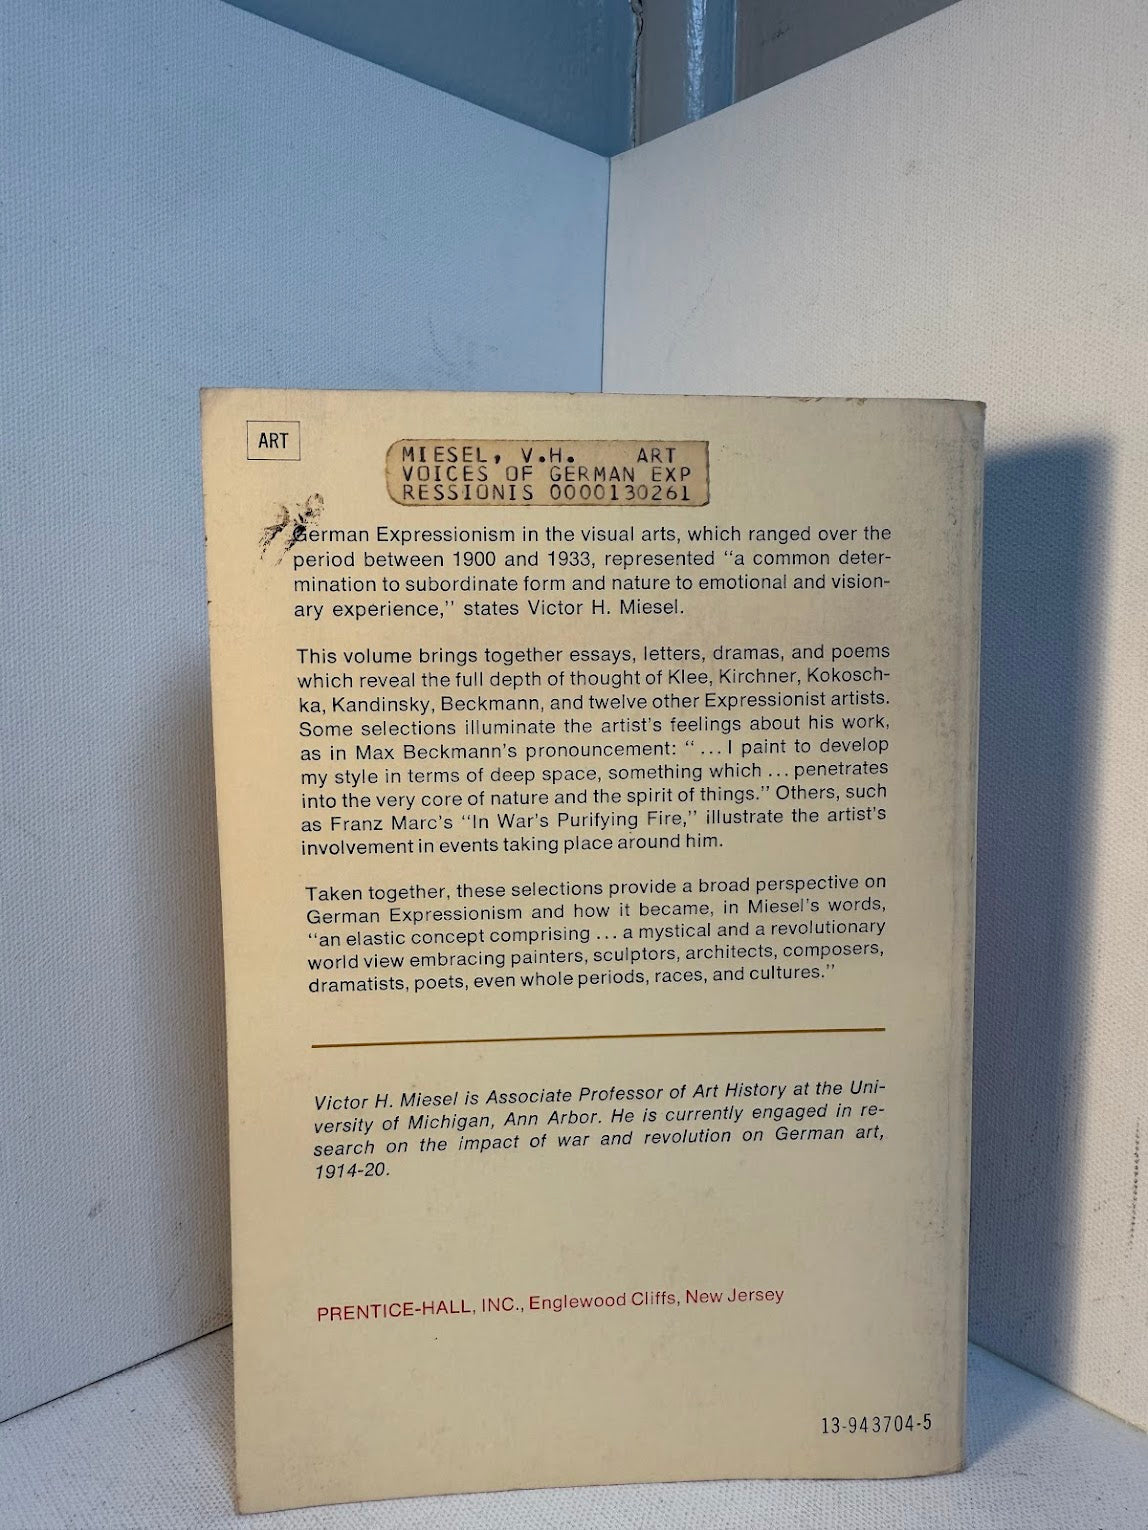 ART
MIESEL, V.H. ART
VOICES OF GERMAN EXP
RESSIONIS 0000130261
German Expressionism in the visual arts, which ranged over the
period between 1900 and 1933, represented “a common deter-
mination to subordinate form and nature to emotional and vision-
ary experience,” states Victor H. Miesel.
This volume brings together essays, letters, dramas, and poems
which reveal the full depth of thought of Klee, Kirchner, Kokosch-
ka, Kandinsky, Beckmann, and twelve other Expressionist artists.
Some selections illuminate the artist’s feelings about his work,
as in Max Beckmann’s pronouncement: “ ... I paint to develop
my style in terms of deep space, something which ... penetrates
into the very core of nature and the spirit of things.” Others, such
as Franz Marc’s “In War’s Purifying Fire,” illustrate the artist’s
involvement in events taking place around him.
Taken together, these selections provide a broad perspective on
German Expressionism and how it became, in Miesel’s words,
“an elastic concept comprising ... a mystical and a revolutionary
world view embracing painters, sculptors, architects, composers,
dramatists, poets, even whole periods, races, and cultures.”
Victor H. Miesel is Associate Professor of Art History at the Uni-
versity of Michigan, Ann Arbor. He is currently engaged in re-
search on the impact of war and revolution on German art,
1914-20.
PRENTICE-HALL, INC., Englewood Cliffs, New Jersey
13-943704-5